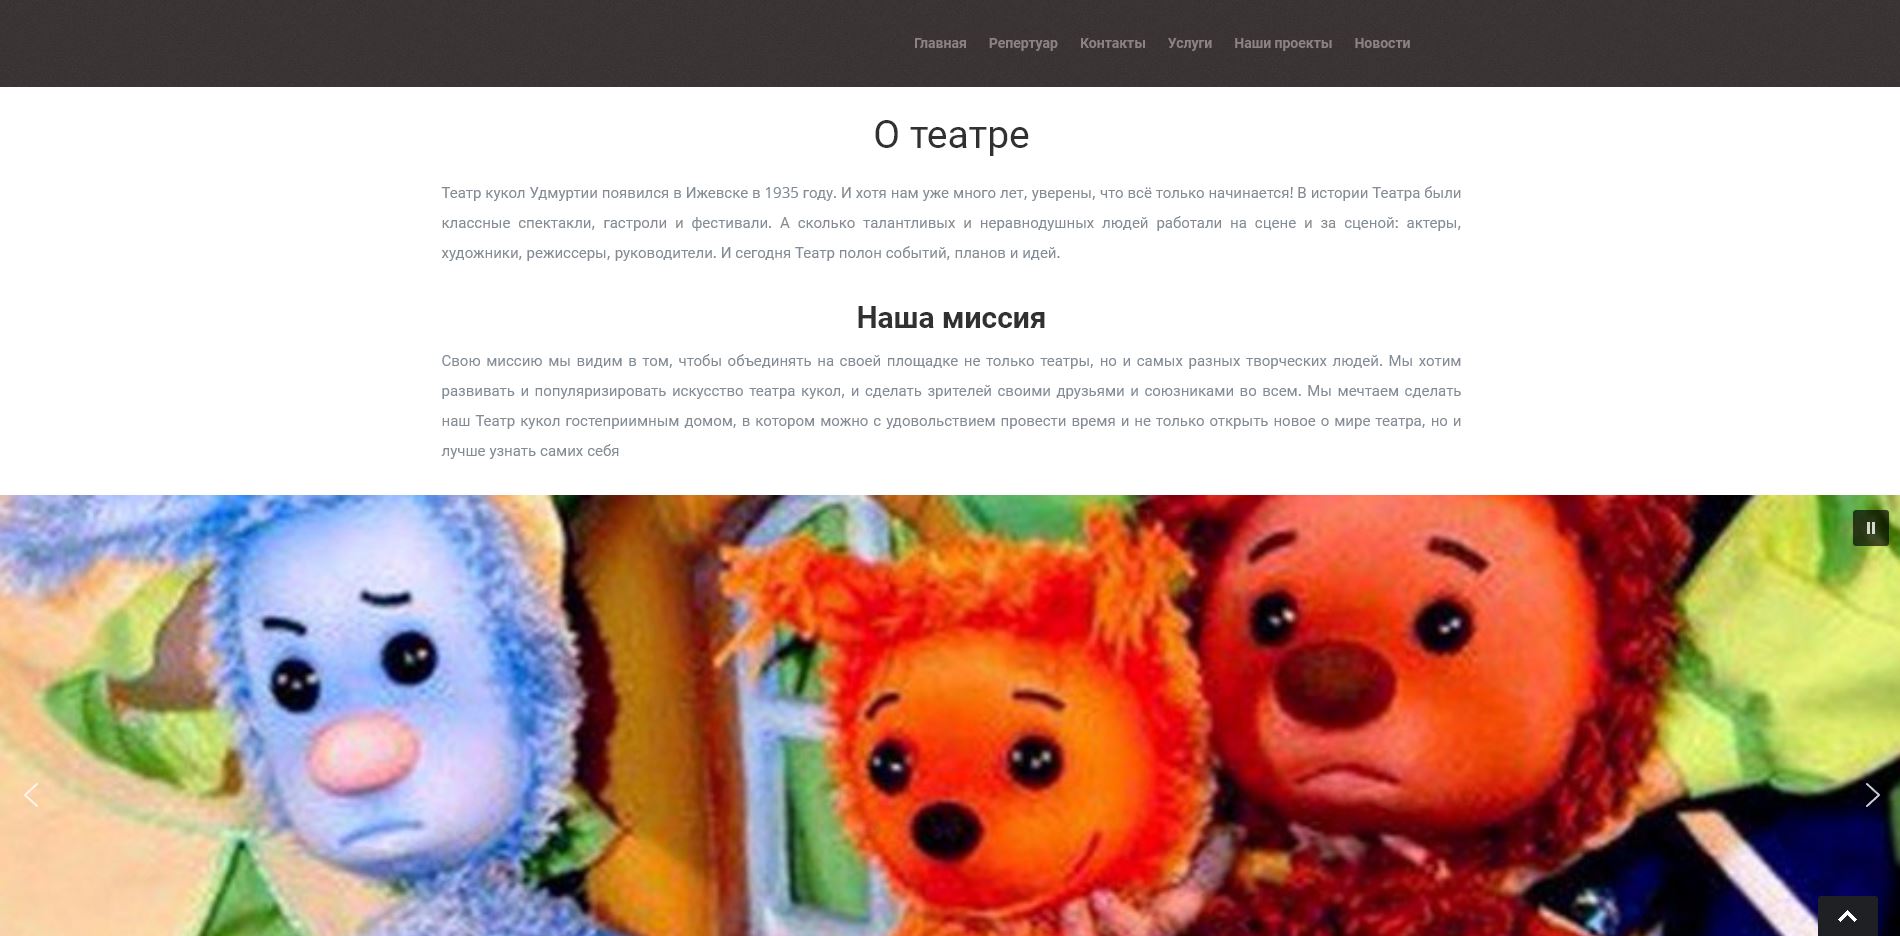 Главная Репертуар Контакты Услуги Наши проекты Новости
О театре
Театр кукол Удмуртии появился в Ижевске в 1935 году. И хотя нам уже много лет, уверены, что всё только начинается! В истории Театра были
классные спектакли, гастроли и фестивали. А сколько талантливых и неравнодушных людей работали на сцене и за сценой: актеры,
художники, режиссеры, руководители. И сегодня Театр полон событий, планов и идей.
Наша миссия
Свою миссию мы видим в том, чтобы объединять на своей площадке не только театры, но и самых разных творческих людей. Мы хотим
развивать и популяризировать искусство театра кукол, и сделать зрителей своими друзьями и союзниками во всем. Мы мечтаем сделать
наш Театр кукол гостеприимным домом, в котором можно с удовольствием провести время и не только открыть новое о мире театра, но и
лучше узнать самих себя